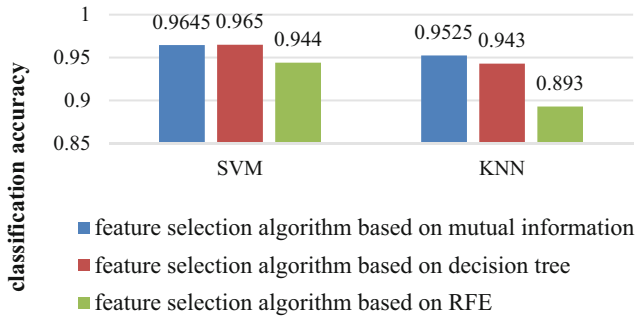 1
0.9645 0.965 0.944 0.9525 0.943 0.893
0.95
0.9
0.85
SVM KNN
classification accuracy
feature selection algorithm based on mutual information
feature selection algorithm based on decision tree
feature selection algorithm based on RFE